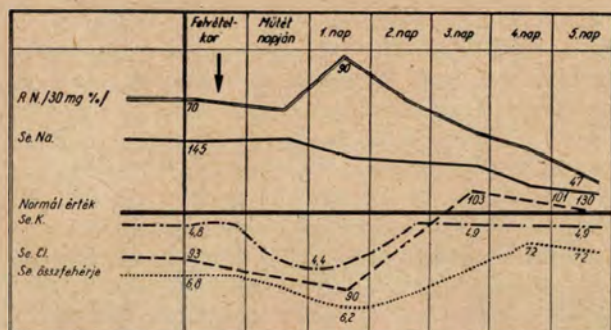 Felvétel-
kor
Műtét
napján
1. nap
2. nap
3. nap
4. nap
5. nap
R.N./30 mg %/
70
90
47
Se. Na.
145
130
Normál érték
Se. K.
4,8
4,4
4,9
4,9
Se. Cl.
93
90
103
101
Se. összfehérje
6,8
6,2
72
72